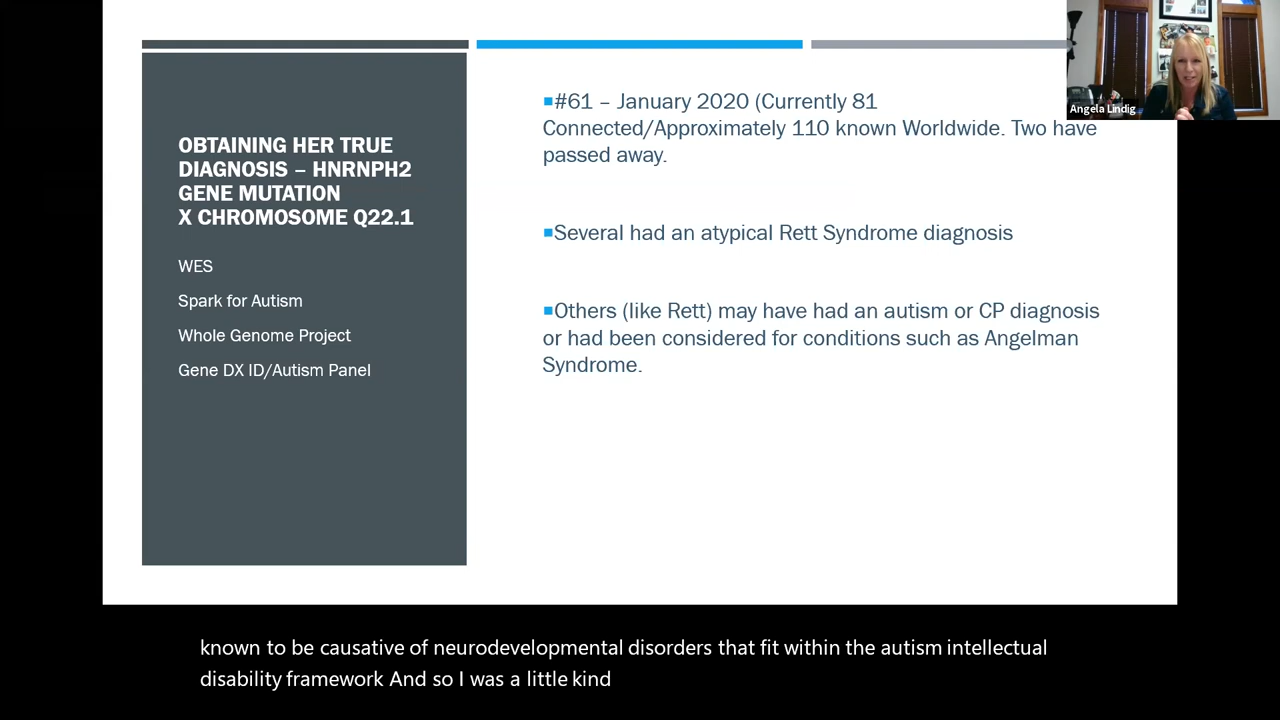 OBTAINING HER TRUE
DIAGNOSIS – HNRNPH2
GENE MUTATION
X CHROMOSOME Q22.1
WES
Spark for Autism
Whole Genome Project
Gene DX ID/Autism Panel
#61 – January 2020 (Currently 81
Connected/Approximately 110 known Worldwide. Two have
passed away.
Several had an atypical Rett Syndrome diagnosis
Others (like Rett) may have had an autism or CP diagnosis
or had been considered for conditions such as Angelman
Syndrome.
Angela Lindig
known to be causative of neurodevelopmental disorders that fit within the autism intellectual
disability framework And so I was a little kind